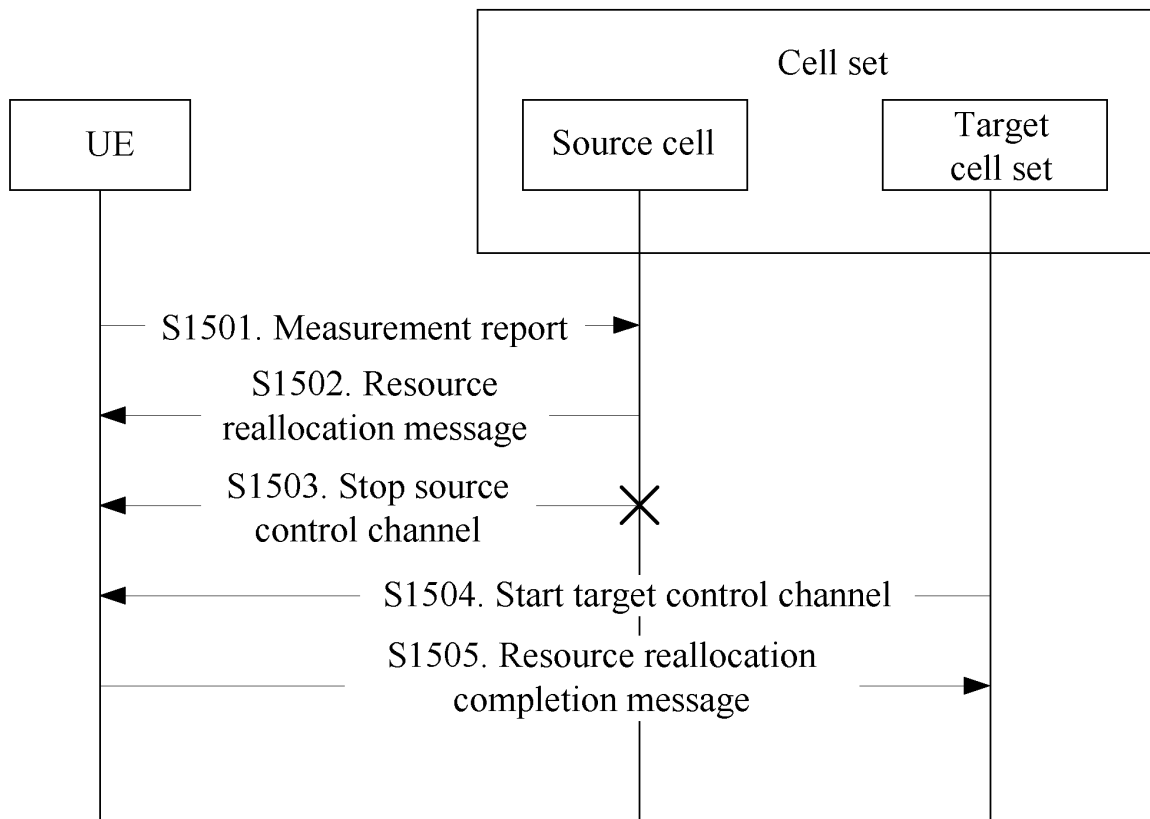 Cell set
UE
Source cell
Target
cell set
S1501. Measurement report
S1502. Resource
reallocation message
S1503. Stop source
control channel
S1504. Start target control channel
S1505. Resource reallocation
completion message